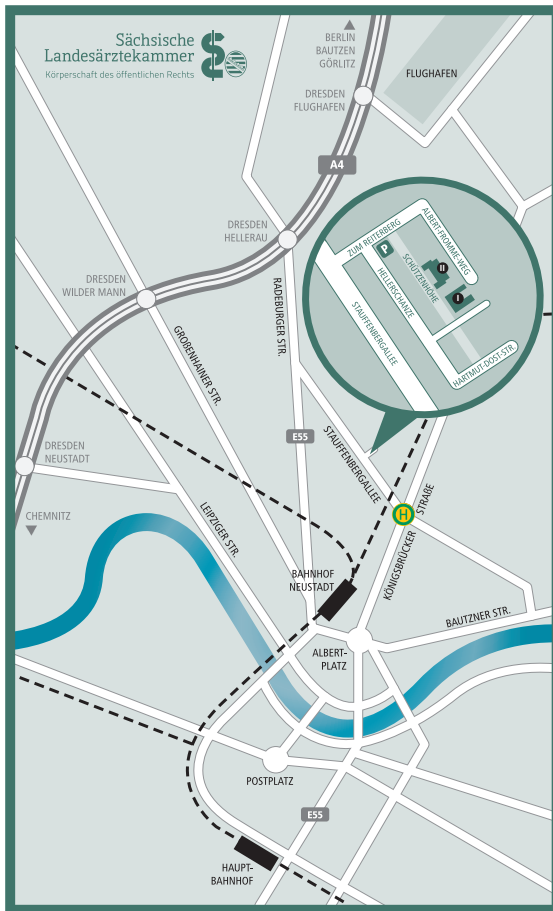 Sächsische
Landesärztekammer
Körperschaft des öffentlichen Rechts
BERLIN
BAUTZEN
GÖRLITZ
FLUGHAFEN
DRESDEN
FLUGHAFEN
A4
DRESDEN
HELLERAU
ZUM REITERBERG
ALBERT-FROMME-WEG
P
SCHÜTZENHÖHE
II
I
HELLERSCHANZE
STAUFFENBERGALLEE
HARTMUT-DOST-STR.
DRESDEN
WILDER MANN
RADEBURGER STR.
GROßENHAINER STR.
E55
STAUFFENBERGALLEE
DRESDEN
NEUSTADT
CHEMNITZ
LEIPZIGER STR.
H
KÖNIGSBRÜCKER
STRAßE
BAHNHOF
NEUSTADT
BAUTZNER STR.
ALBERT-
PLATZ
POSTPLATZ
E55
HAUPT-
BAHNHOF